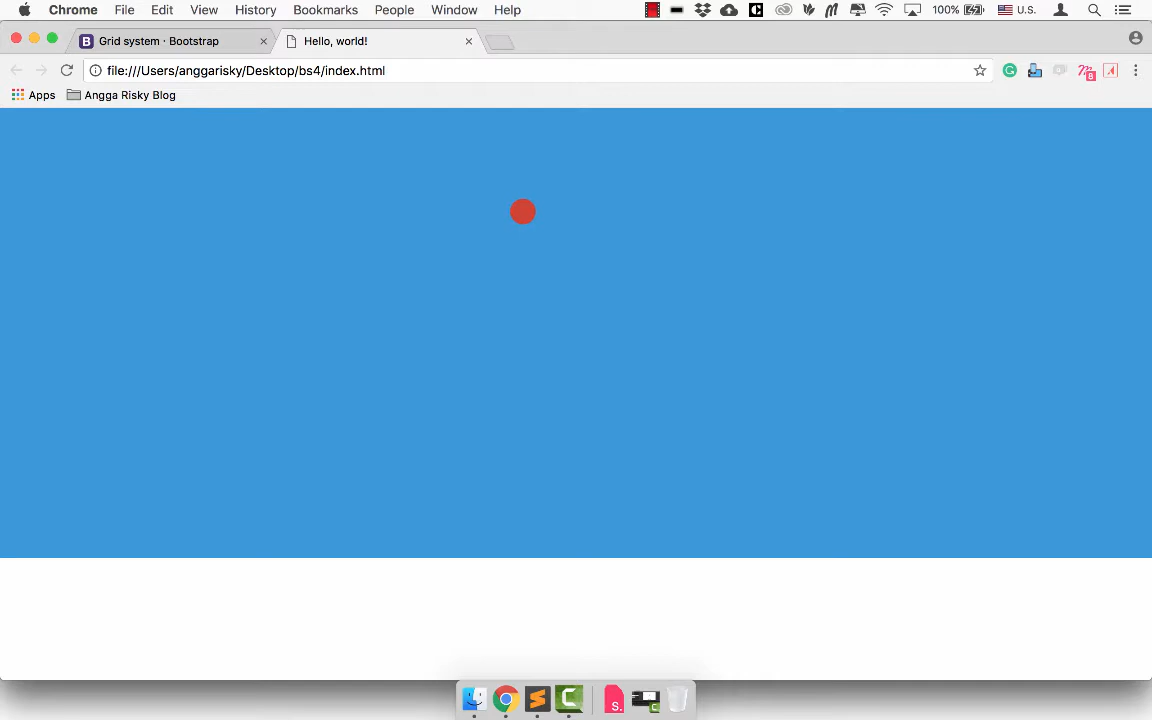 Chrome File Edit View History Bookmarks People Window Help 100% U.S.
B Grid system · Bootstrap Hello, world!
file:///Users/anggarisky/Desktop/bs4/index.html 8
Apps Angga Risky Blog
S. C